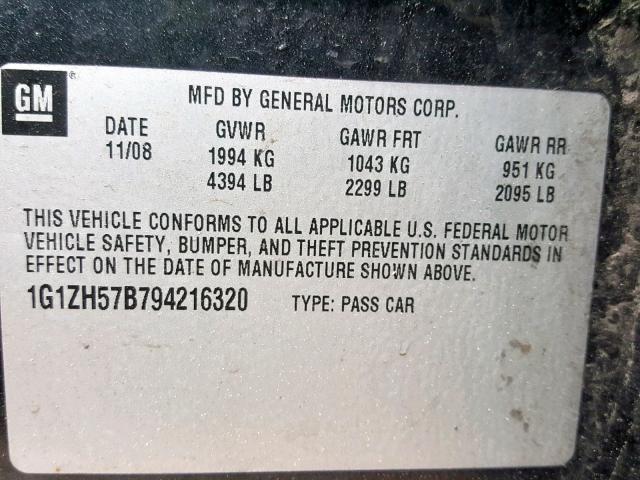 GM®
MFD BY GENERAL MOTORS CORP.
DATE GVWR GAWR FRT GAWR RR
11/08 1994 KG 1043 KG 951 KG
4394 LB 2299 LB 2095 LB
THIS VEHICLE CONFORMS TO ALL APPLICABLE U.S. FEDERAL MOTOR
VEHICLE SAFETY, BUMPER, AND THEFT PREVENTION STANDARDS IN
EFFECT ON THE DATE OF MANUFACTURE SHOWN ABOVE.
1G1ZH57B794216320 TYPE: PASS CAR